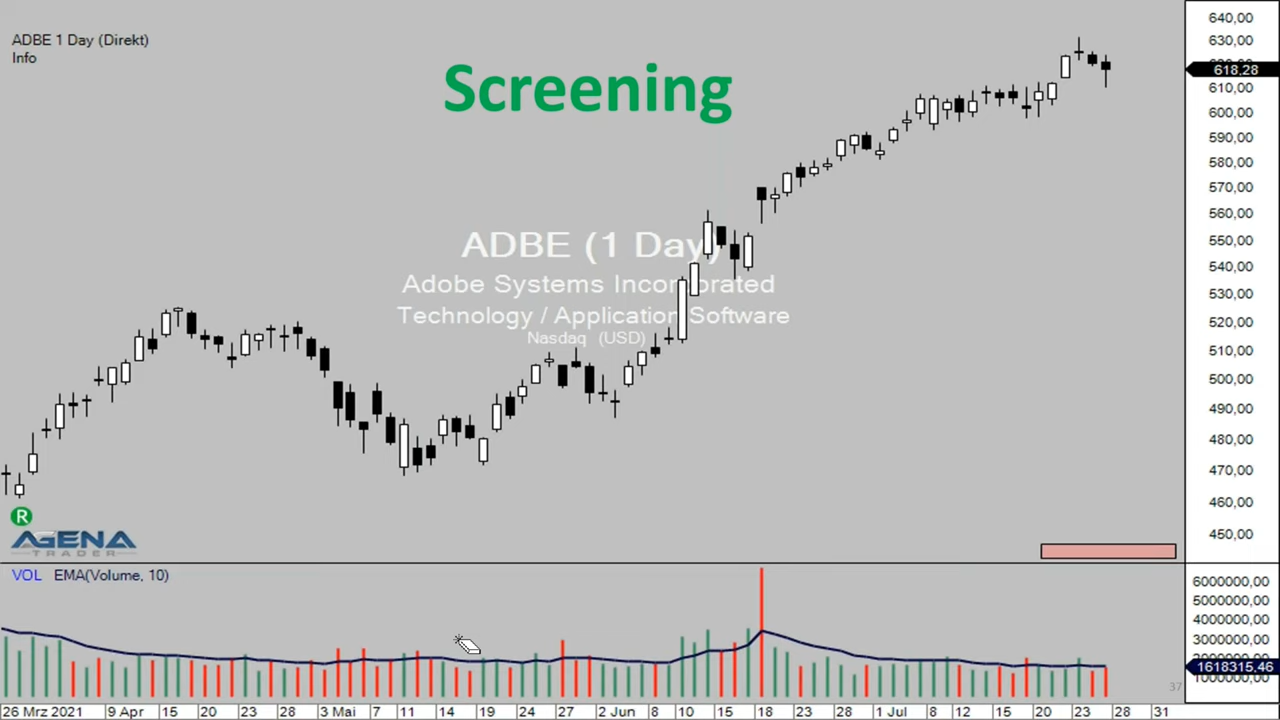 ADBE 1 Day (Direkt)
Info
Screening
ADBE (1 Day)
Adobe Systems Incorporated
Technology / Application Software
Nasdaq (USD)
R
AGENA
TRADER
640,00
630,00
618,28
610,00
600,00
590,00
580,00
570,00
560,00
550,00
540,00
530,00
520,00
510,00
500,00
490,00
480,00
470,00
460,00
450,00
VOL EMA(Volume, 10)
6000000,00
5000000,00
4000000,00
3000000,00
2000000,00
1618315,46
1000000,00
37
26 Mrz 2021 9 Apr 15 20 23 28 3 Mai 7 11 14 19 24 27 2 Jun 8 10 15 18 23 28 1 Jul 8 12 15 20 23 28 31